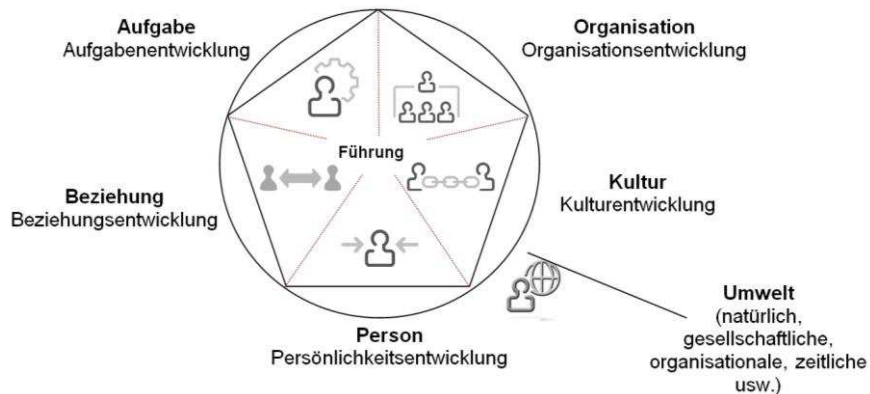 Aufgabe
Aufgabenentwicklung
Organisation
Organisationsentwicklung
Führung
Beziehung
Beziehungsentwicklung
Kultur
Kulturentwicklung
Person
Persönlichkeitsentwicklung
Umwelt
(natürlich,
gesellschaftliche,
organisationale, zeitliche
usw.)